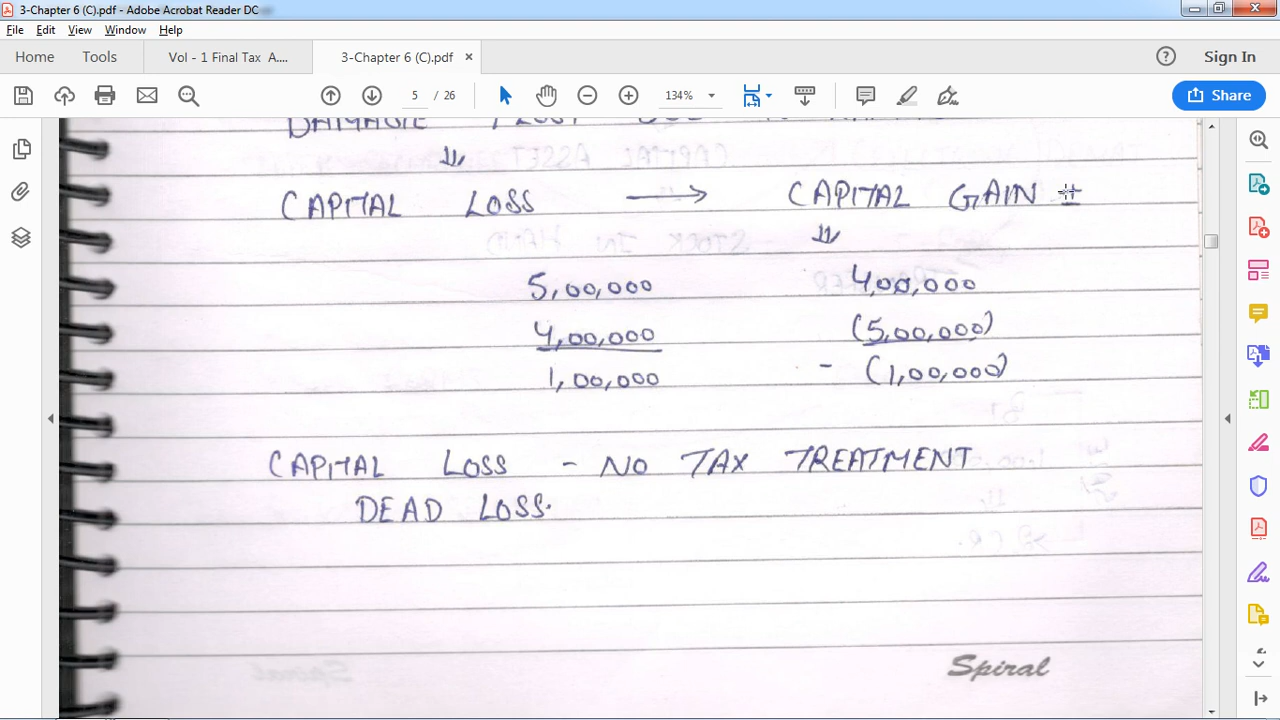 3-Chapter 6 (C).pdf - Adobe Acrobat Reader DC
File Edit View Window Help
Home Tools Vol - 1 Final Tax A.... 3-Chapter 6 (C).pdf × Sign In
5 / 26 134% Share
CAPITAL LOSS → CAPITAL GAIN
5,00,000 4,00,000
4,00,000 (5,00,000)
1,00,000 - (1,00,000)
CAPITAL LOSS - NO TAX TREATMENT
DEAD LOSS.
Spiral